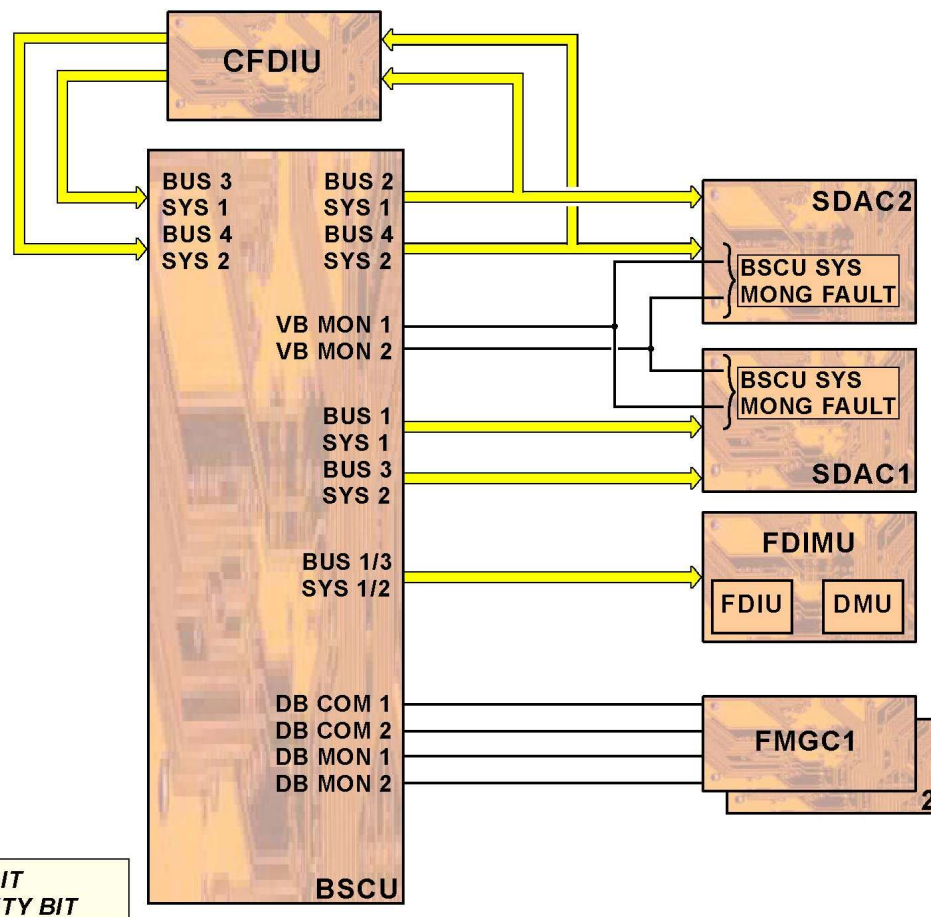 CFDIU
BUS 3
SYS 1
BUS 4
SYS 2
BUS 2
SYS 1
BUS 4
SYS 2
VB MON 1
VB MON 2
BUS 1
SYS 1
BUS 3
SYS 2
BUS 1/3
SYS 1/2
DB COM 1
DB COM 2
DB MON 1
DB MON 2
BSCU
SDAC2
BSCU SYS
MONG FAULT
BSCU SYS
MONG FAULT
SDAC1
FDIMU
FDIU
DMU
FMGC1
2
IT
TY BIT